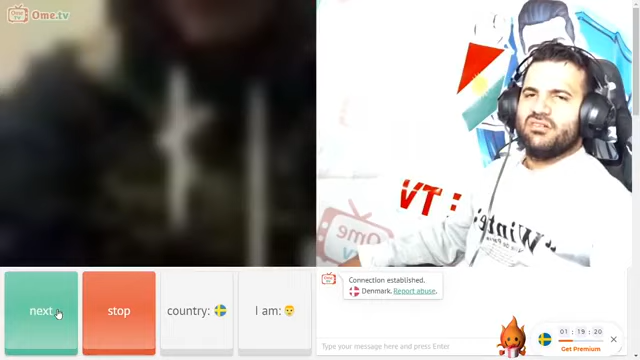 Ome.tv
next
stop
country:
I am:
Connection established.
Denmark. Report abuse.
Type your message here and press Enter
01 : 19 : 20
Get Premium